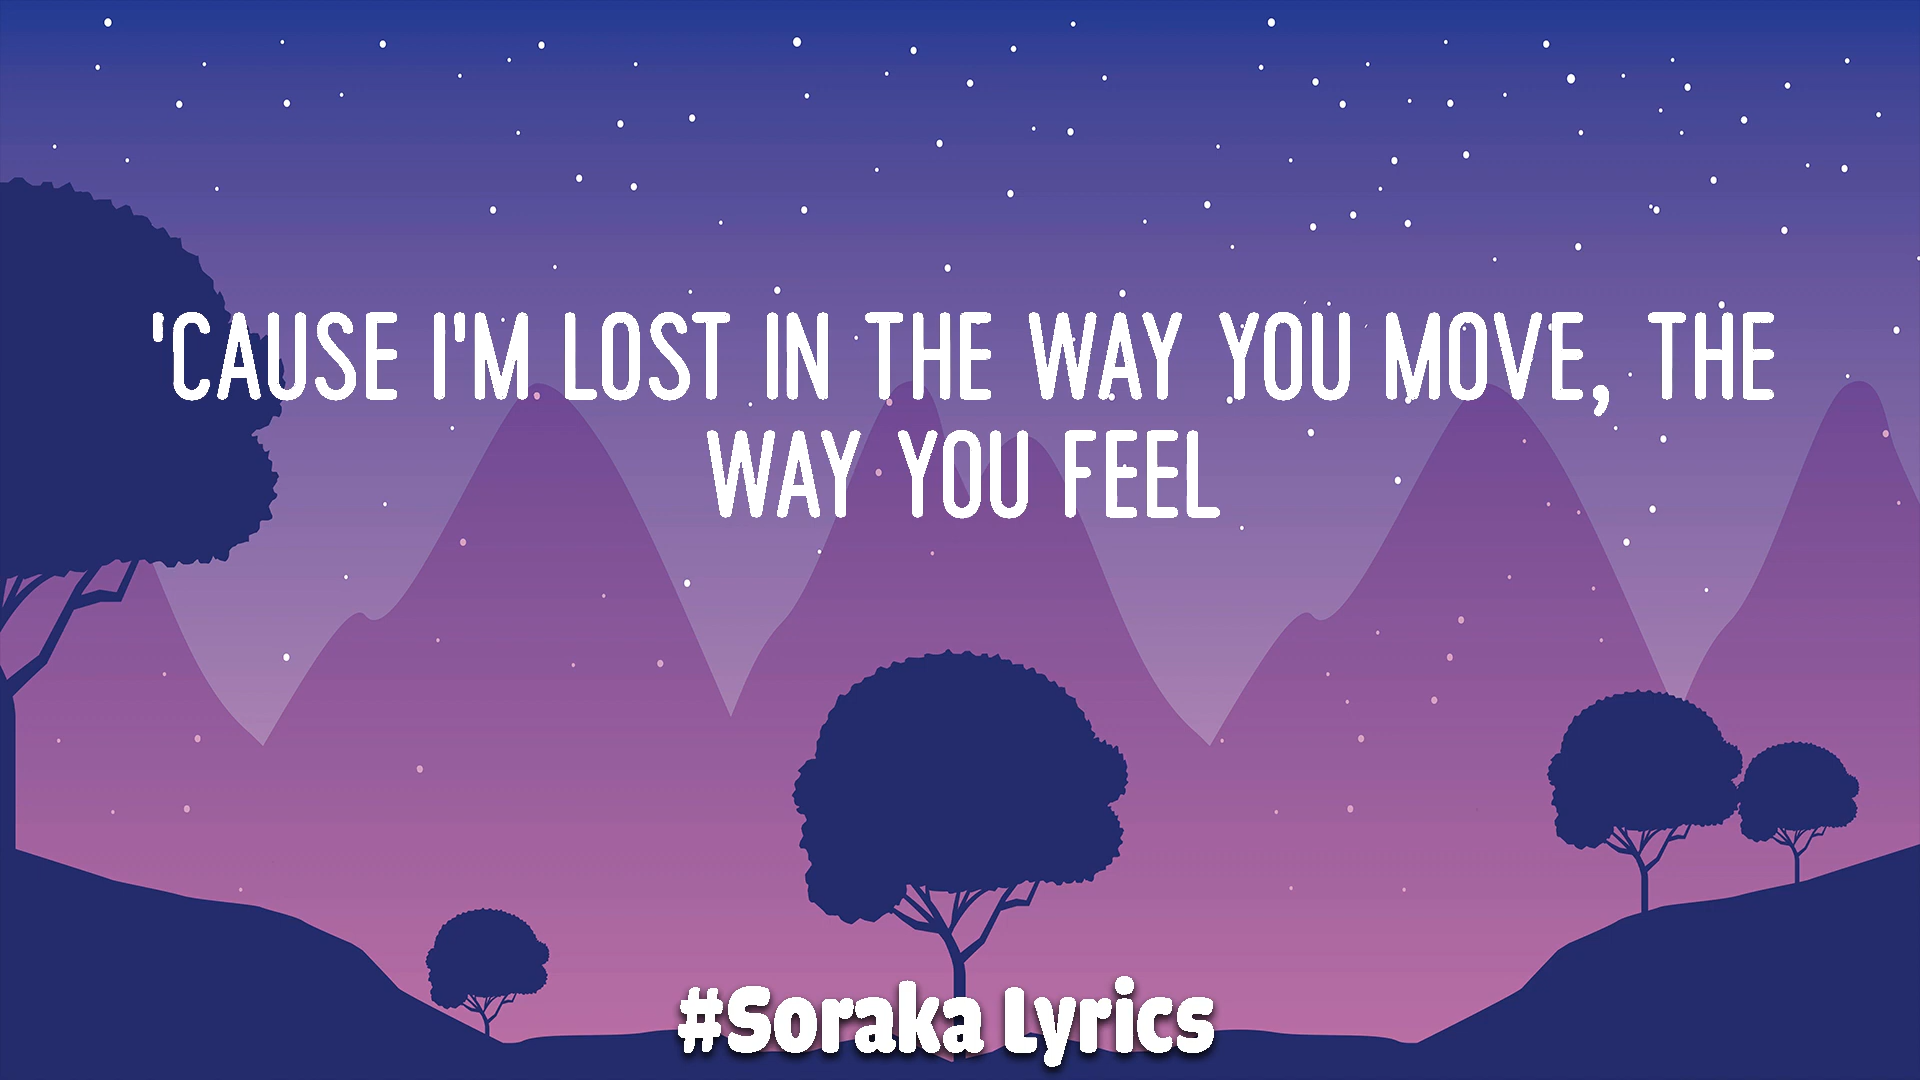 'CAUSE I'M LOST IN THE WAY YOU MOVE, THE
WAY YOU FEEL
#Soraka Lyrics